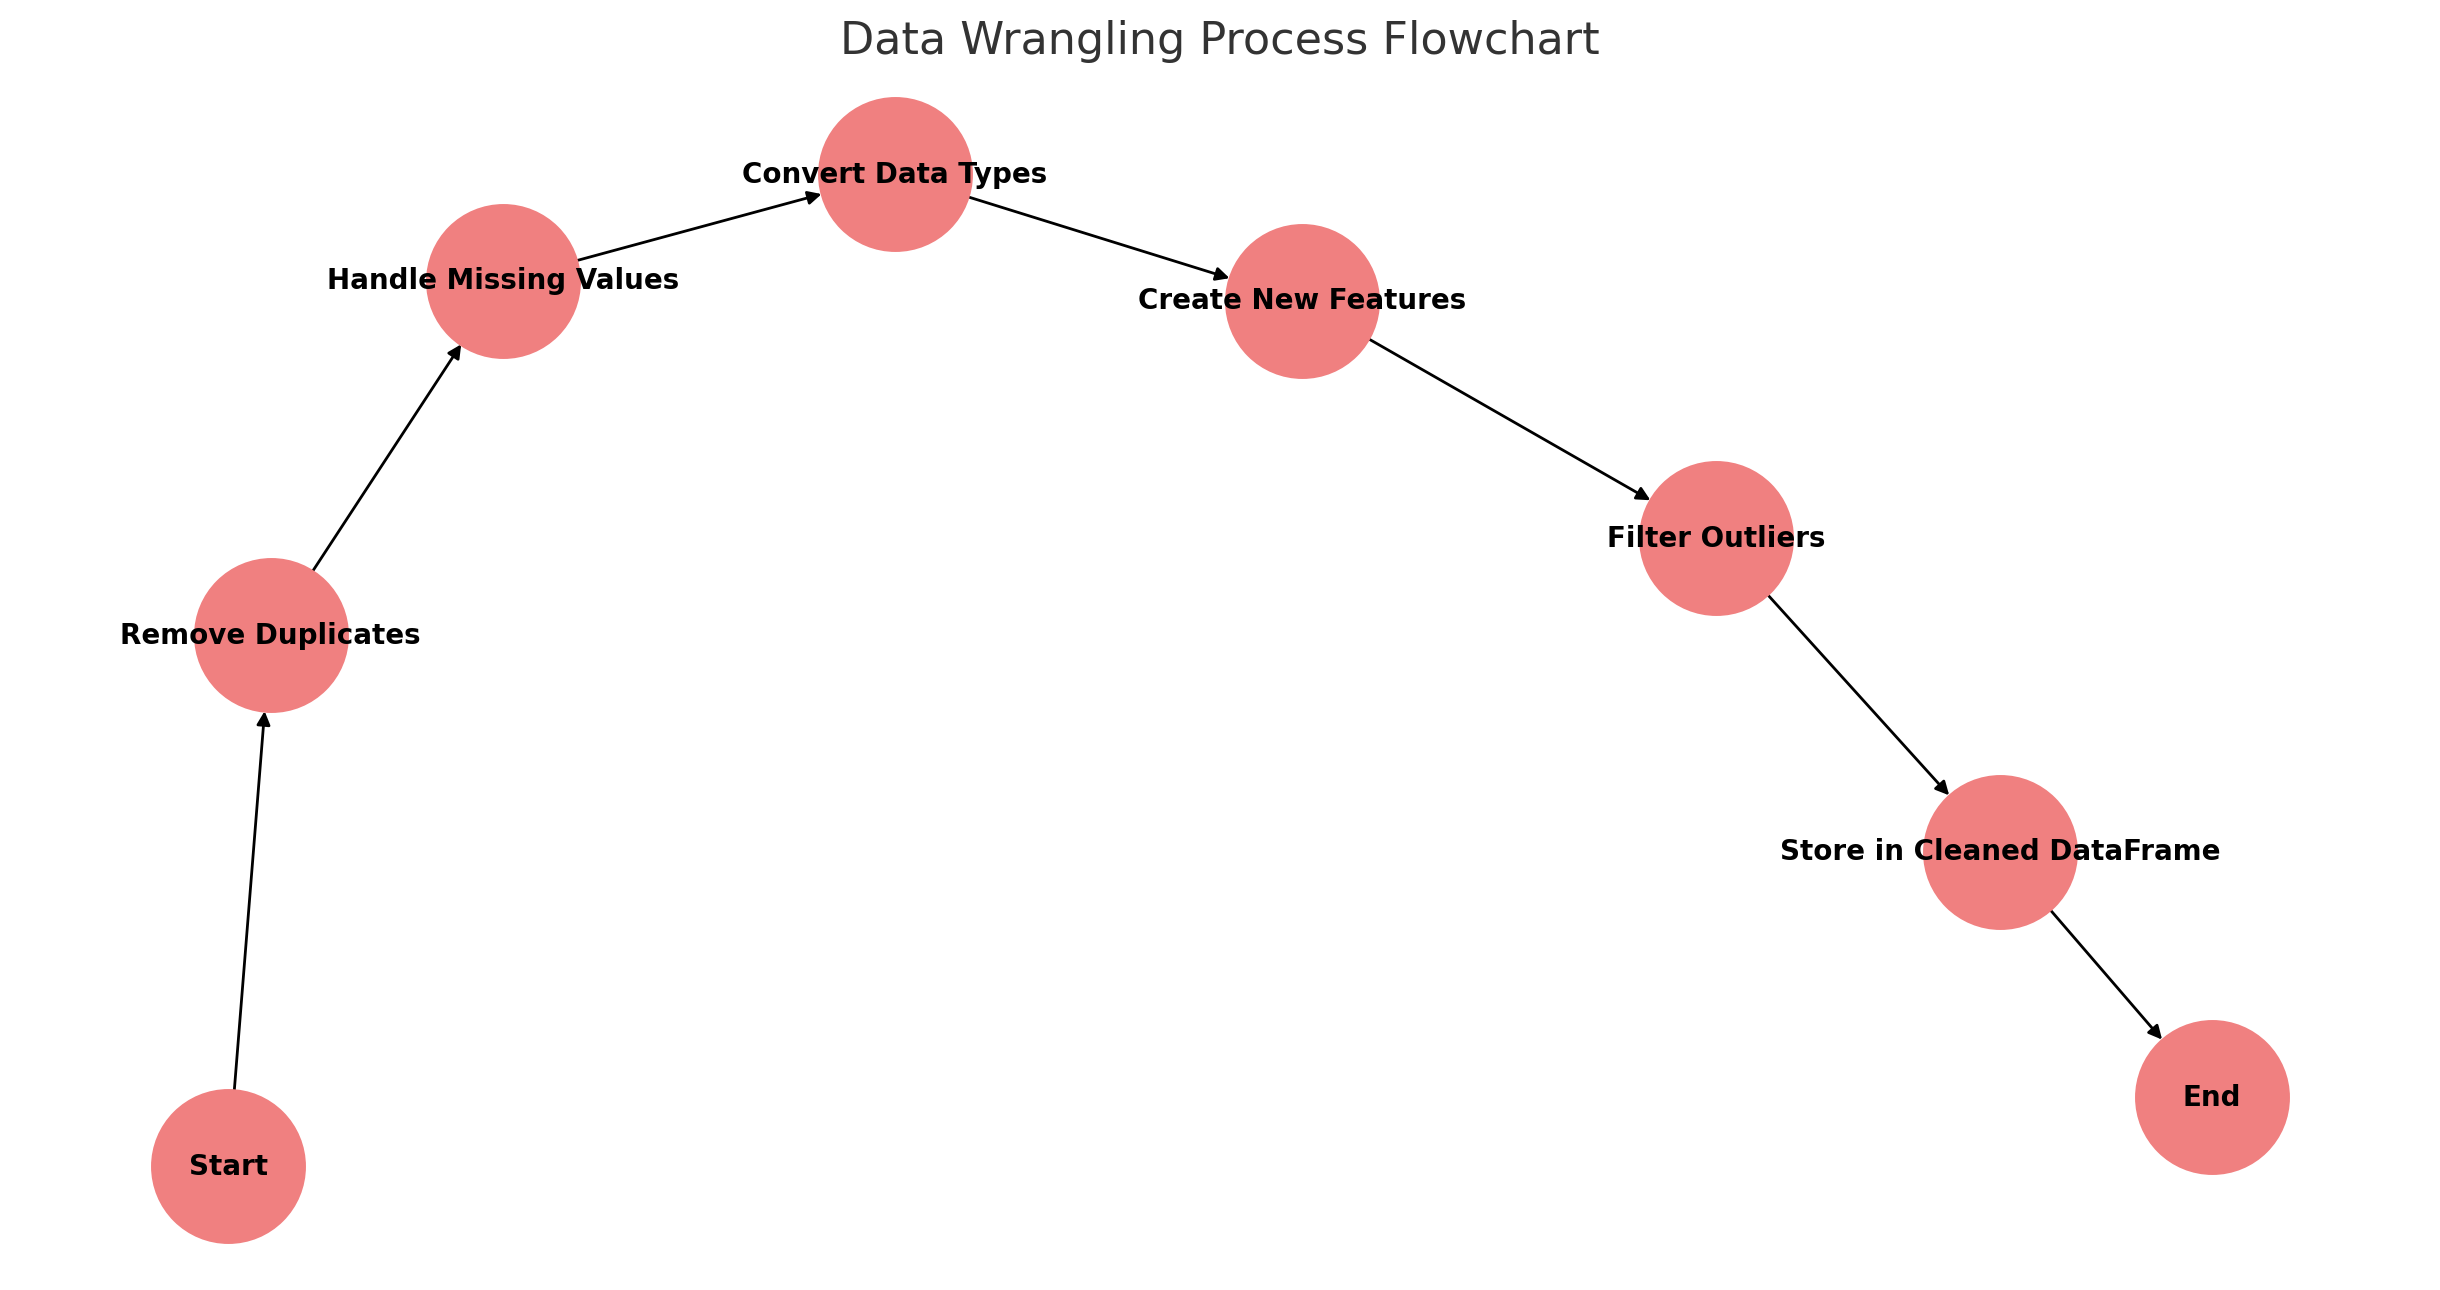 Data Wrangling Process Flowchart
Start
Remove Duplicates
Handle Missing Values
Convert Data Types
Create New Features
Filter Outliers
Store in Cleaned DataFrame
End